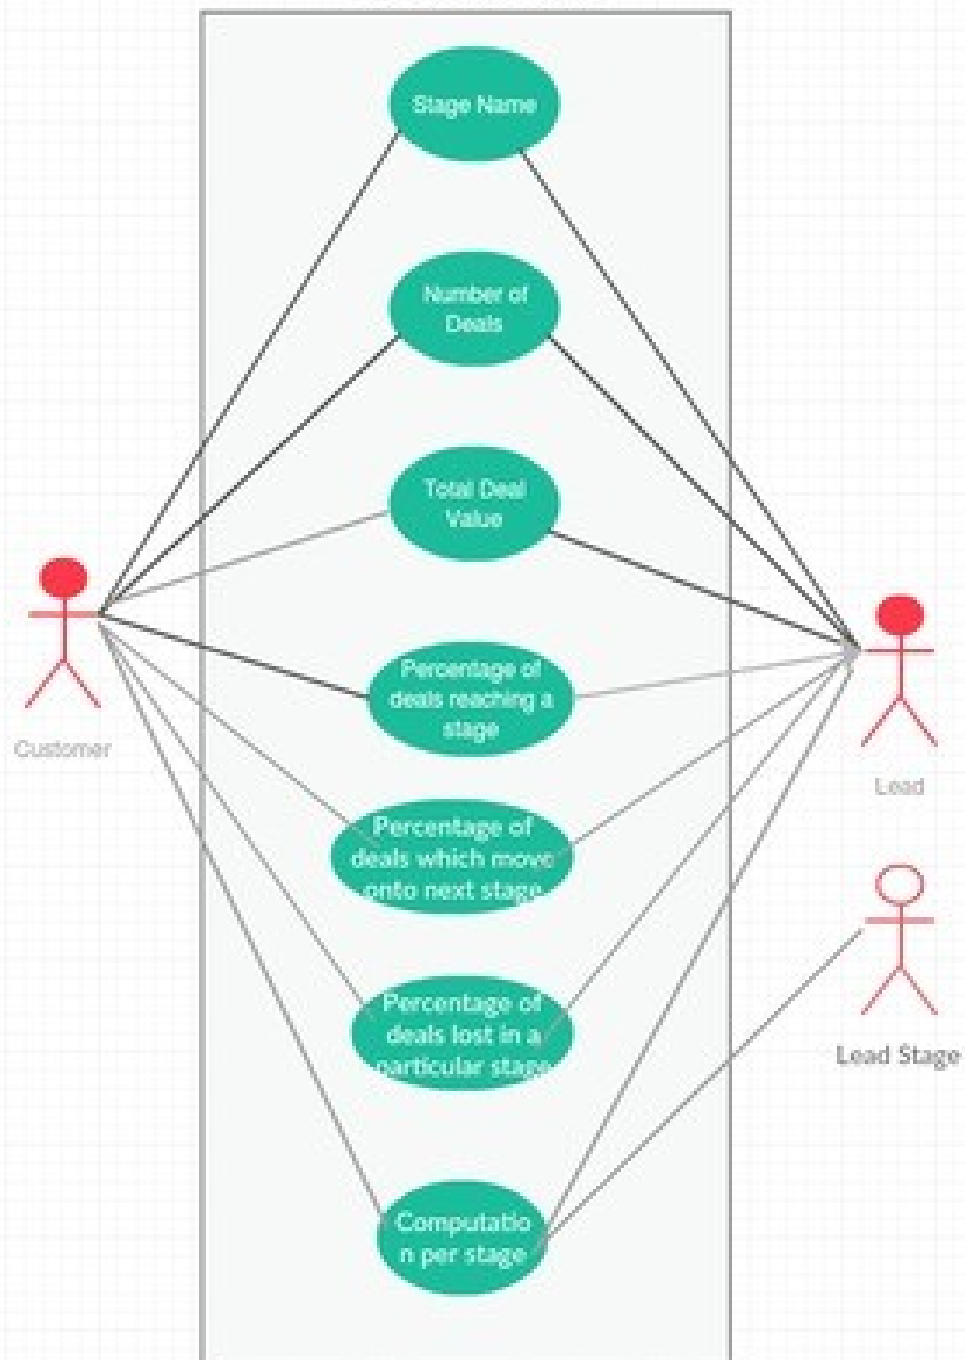 Stage Name
Number of
Deals
Total Deal
Value
Percentage of
deals reaching a
stage
Customer
Lead
Percentage of
deals which move
onto next stage
Percentage of
deals lost in a
particular stage
Lead Stage
Computatio
n per stage